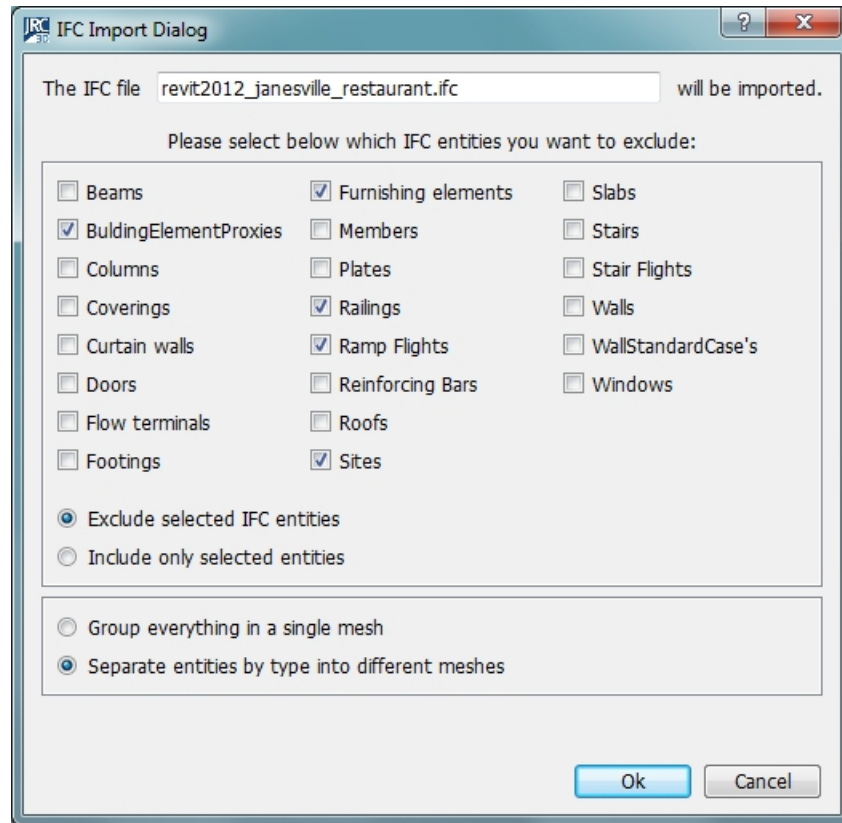 JRC 3D IFC Import Dialog
The IFC file revit2012_janesville_restaurant.ifc will be imported.
Please select below which IFC entities you want to exclude:
Beams Furnishing elements Slabs
BuldingElementProxies Members Stairs
Columns Plates Stair Flights
Coverings Railings Walls
Curtain walls Ramp Flights WallStandardCase's
Doors Reinforcing Bars Windows
Flow terminals Roofs
Footings Sites
Exclude selected IFC entities
Include only selected entities
Group everything in a single mesh
Separate entities by type into different meshes
Ok Cancel